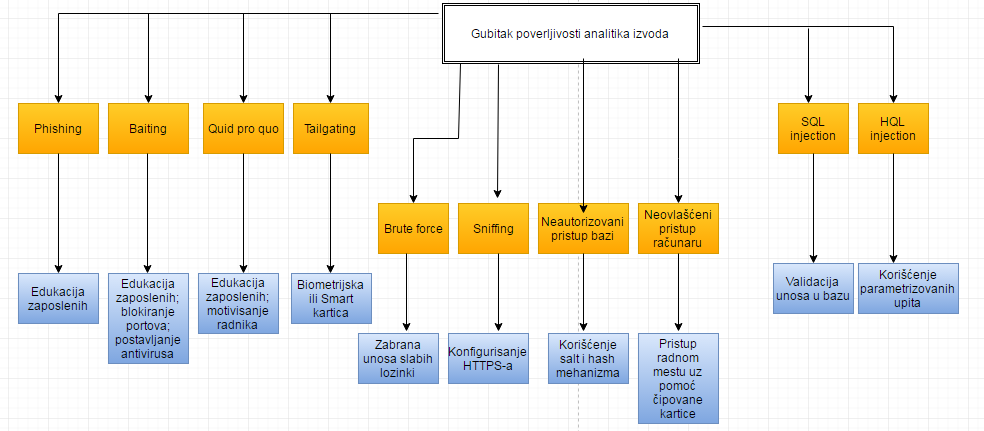 Gubitak poverljivosti analitika izvoda
Phishing
Baiting
Quid pro quo
Tailgating
SQL
injection
HQL
injection
Brute force
Sniffing
Neautorizovani
pristup bazi
Neovlašćeni
pristup
računaru
Edukacija
zaposlenih
Edukacija
zaposlenih;
blokiranje
portova;
postavljanje
antivirusa
Edukacija
zaposlenih;
motivisanje
radnika
Biometrijska
ili Smart
kartica
Validacija
unosa u bazu
Korišćenje
parametrizovanih
upita
Zabrana
unosa slabih
lozinki
Konfigurisanje
HTTPS-a
Korišćenje
salt i hash
mehanizma
Pristup
radnom
mestu uz
pomoć
čipovane
kartice